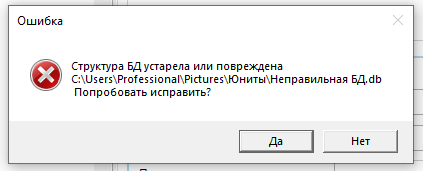 Ошибка
Структура БД устарела или повреждена
C:\Users\Professional\Pictures\Юниты\Неправильная БД.db
Попробовать исправить?
Да
Нет